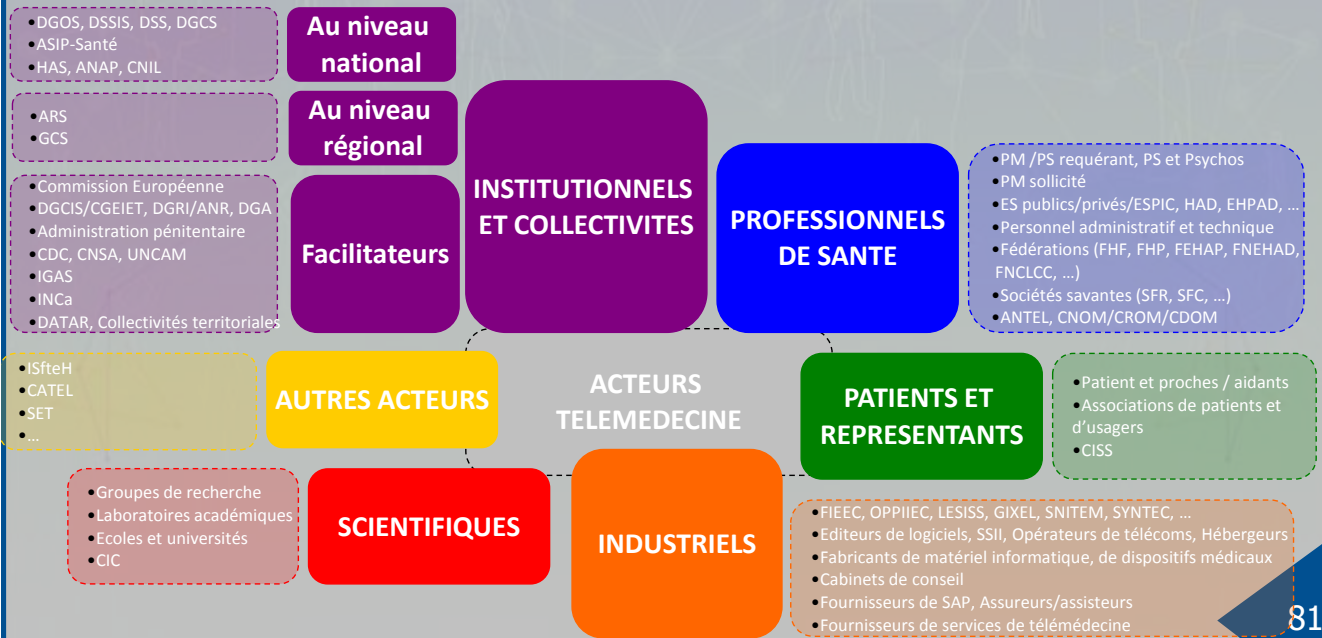 •DGOS, DSSIS, DSS, DGCS
•ASIP-Santé
•HAS, ANAP, CNIL
Au niveau
national
•ARS
•GCS
Au niveau
régional
•Commission Européenne
•DGCIS/CGEIET, DGRI/ANR, DGA
•Administration pénitentaire
•CDC, CNSA, UNCAM
•IGAS
•INCa
•DATAR, Collectivités territoriales
Facilitateurs
INSTITUTIONNELS
ET COLLECTIVITES
PROFESSIONNELS
DE SANTE
•PM /PS requérant, PS et Psychos
•PM sollicité
•ES publics/privés/ESPIC, HAD, EHPAD, …
•Personnel administratif et technique
•Fédérations (FHF, FHP, FEHAP, FNEHAD,
FNCLCC, …)
•Sociétés savantes (SFR, SFC, …)
•ANTEL, CNOM/CROM/CDOM
•ISfteH
•CATEL
•SET
•…
AUTRES ACTEURS
ACTEURS
TELEMEDECINE
PATIENTS ET
REPRESENTANTS
•Patient et proches / aidants
•Associations de patients et
d’usagers
•CISS
•Groupes de recherche
•Laboratoires académiques
•Ecoles et universités
•CIC
SCIENTIFIQUES
INDUSTRIELS
•FIEEC, OPPIIEC, LESISS, GIXEL, SNITEM, SYNTEC, …
•Editeurs de logiciels, SSII, Opérateurs de télécoms, Hébergeurs
•Fabricants de matériel informatique, de dispositifs médicaux
•Cabinets de conseil
•Fournisseurs de SAP, Assureurs/assisteurs
•Fournisseurs de services de télémédecine
81